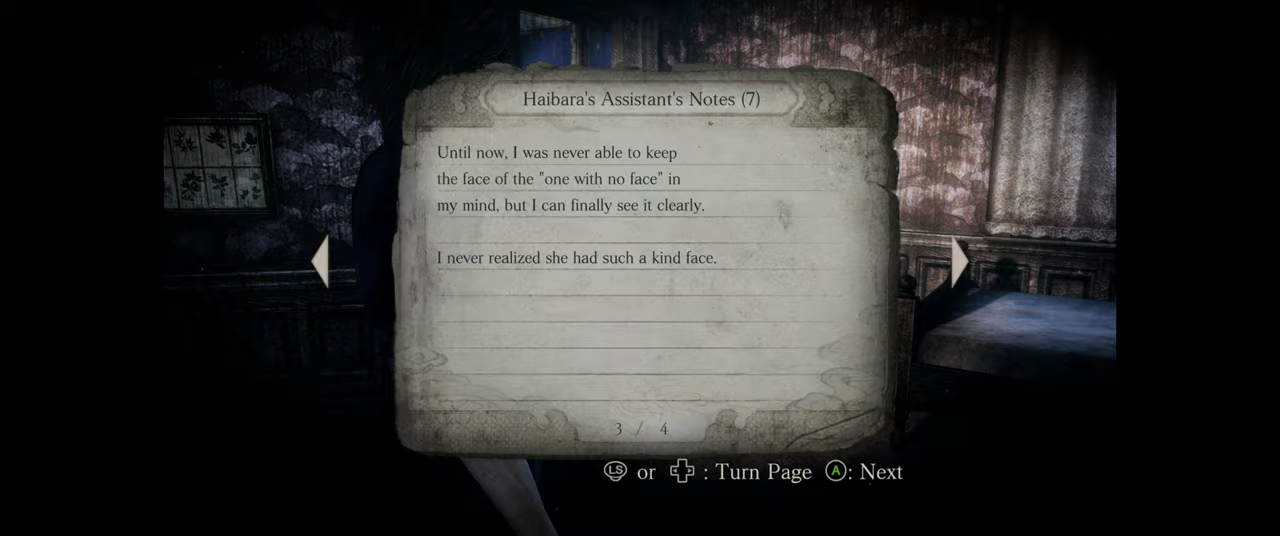 Haibara's Assistant's Notes (7)
Until now, I was never able to keep
the face of the "one with no face" in
my mind, but I can finally see it clearly.
I never realized she had such a kind face.
3 / 4
LS or : Turn Page A: Next